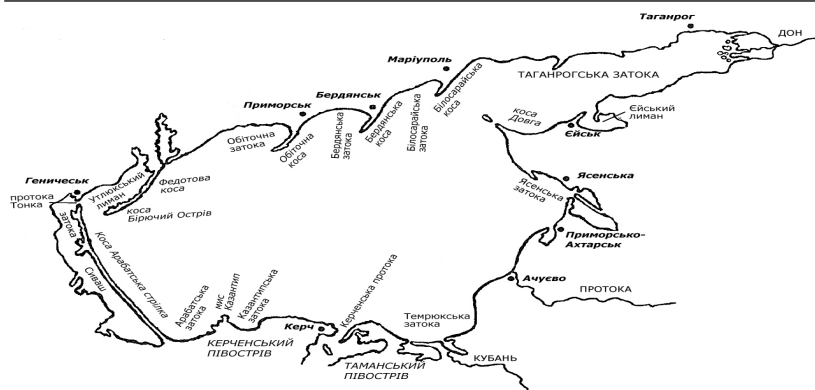 Таганрог
ДОН
Маріуполь
ТАГАНРОГСЬКА ЗАТОКА
Білосарайська
коса
Бердянськ
Приморськ
Обіточна
затока
Обіточна
коса
Бердянська
затока
Бердянська
коса
Білосарайська
затока
коса
Довга
Єйський
лиман
Єйськ
Генічеськ
протока
Тонка
Утлюкський
лиман
Федотова
коса
коса
Бірючий Острів
Ясенська
Ясенська
затока
затока
Сиваш
Коса Арабатська стрілка
Приморсько-
Ахтарськ
Ачуєво
ПРОТОКА
Арабатська
затока
мис
Казантип
Казантипська
затока
Керч
Керченська протока
Темрюкська
затока
КЕРЧЕНСЬКИЙ
ПІВОСТРІВ
ТАМАНСЬКИЙ
ПІВОСТРІВ
КУБАНЬ